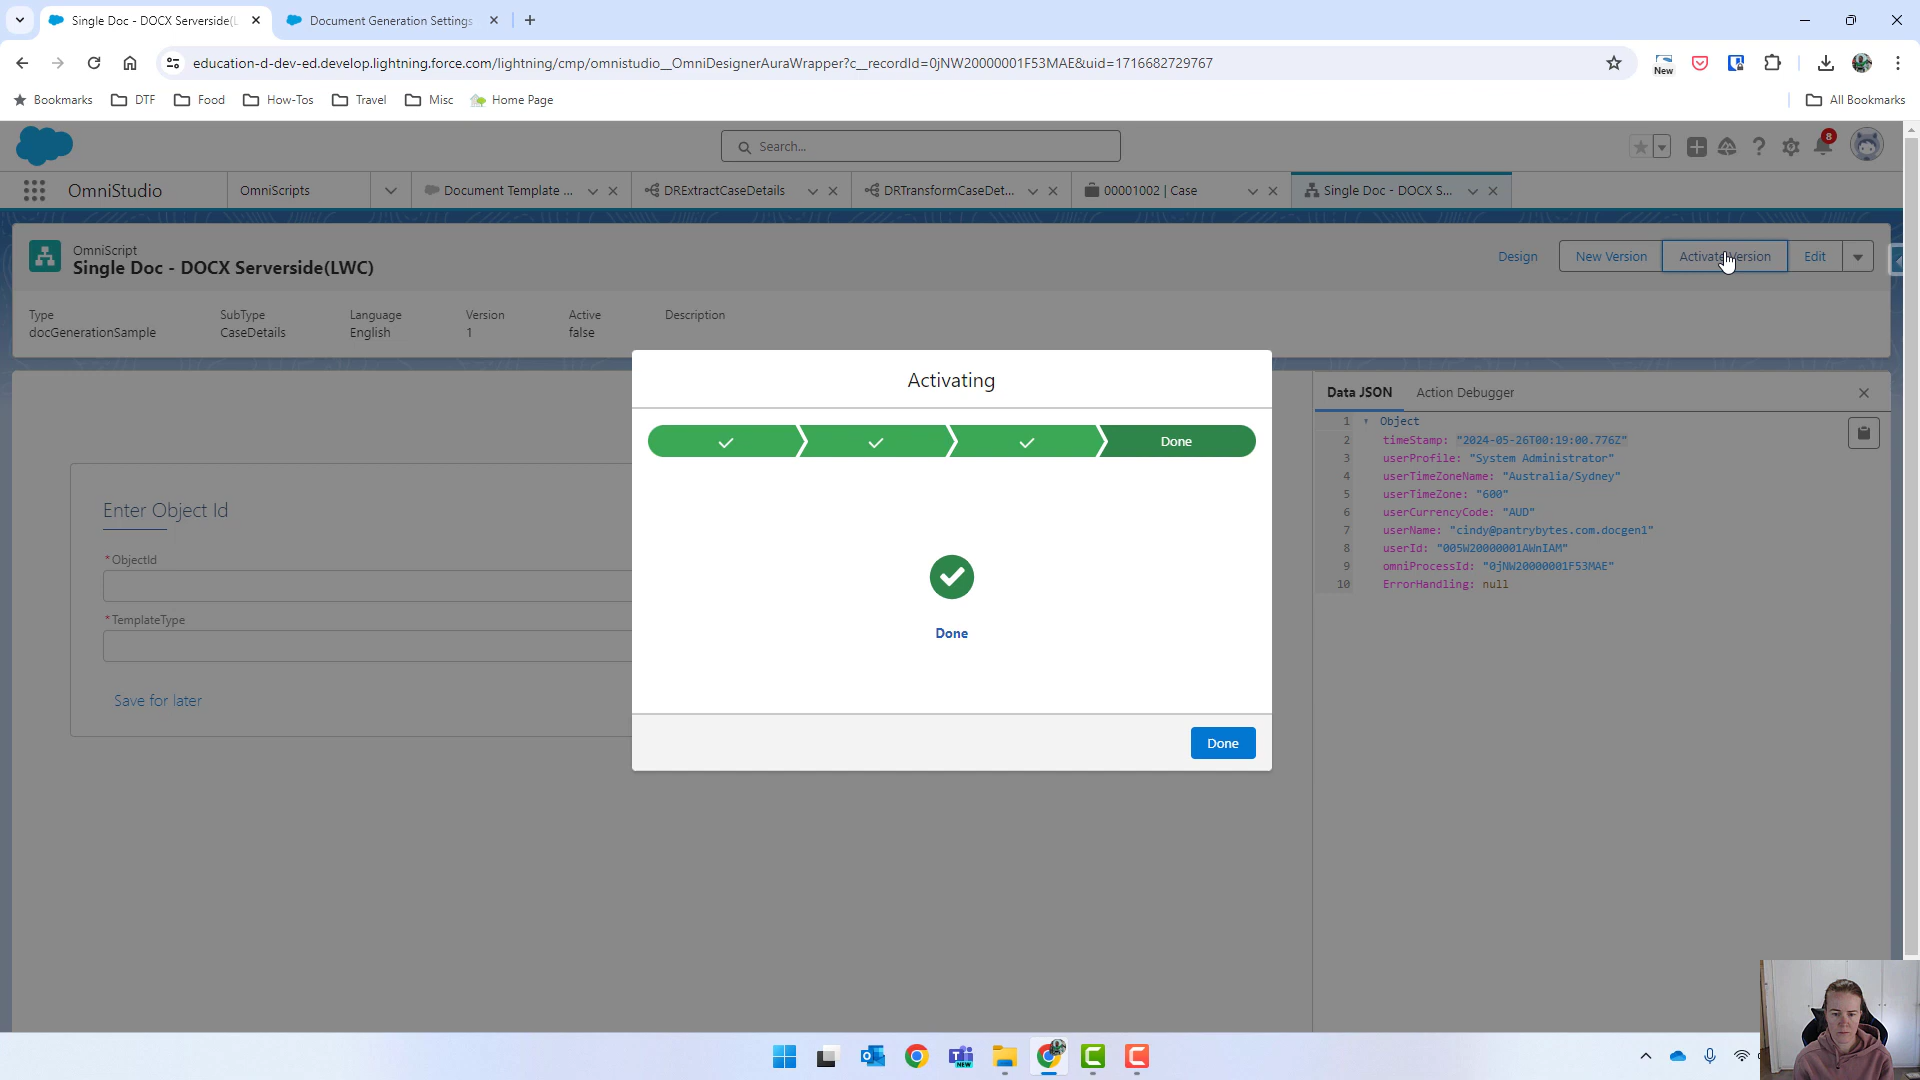 Single Doc - DOCX Serverside(L
Document Generation Settings
education-d-dev-ed.develop.lightning.force.com/lightning/cmp/omnistudio__OmniDesignerAuraWrapper?c__recordId=0jNW20000001F53MAE&uid=1716682729767
New
Bookmarks
DTF
Food
How-Tos
Travel
Misc
Home Page
All Bookmarks
Search...
8
OmniStudio
OmniScripts
Document Template ...
DRExtractCaseDetails
DRTransformCaseDet...
00001002 | Case
Single Doc - DOCX S...
OmniScript
Single Doc - DOCX Serverside(LWC)
Design
New Version
Activate Version
Edit
Type
docGenerationSample
SubType
CaseDetails
Language
English
Version
1
Active
false
Description
Activating
Done
Done
Done
Enter Object Id
*ObjectId
*TemplateType
Save for later
Data JSON
Action Debugger
1 Object
2 timeStamp: "2024-05-26T00:19:00.776Z"
3 userProfile: "System Administrator"
4 userTimeZoneName: "Australia/Sydney"
5 userTimeZone: "600"
6 userCurrencyCode: "AUD"
7 userName: "cindy@pantrybytes.com.docgen1"
8 userId: "005W20000001AWnIAM"
9 omniProcessId: "0jNW20000001F53MAE"
10 ErrorHandling: null
NEW